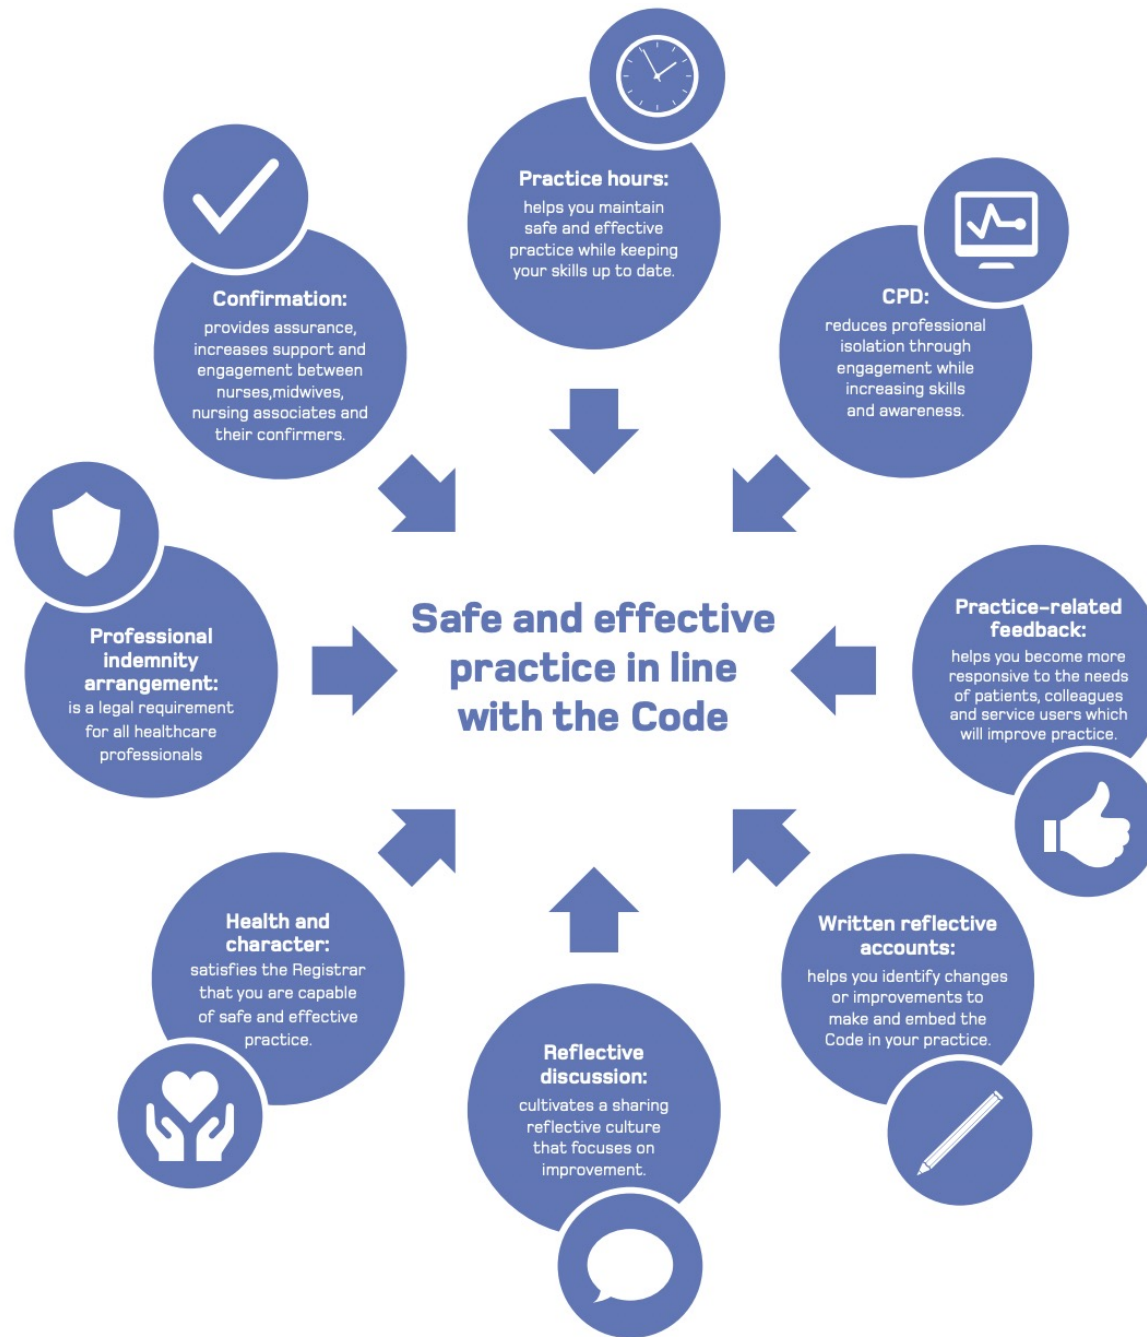 Practice hours:
helps you maintain
safe and effective
practice while keeping
your skills up to date.
CPD:
reduces professional
isolation through
engagement while
increasing skills
and awareness.
Practice-related
feedback:
helps you become more
responsive to the needs
of patients, colleagues
and service users which
will improve practice.
Written reflective
accounts:
helps you identify changes
or improvements to
make and embed the
Code in your practice.
Reflective
discussion:
cultivates a sharing
reflective culture
that focuses on
improvement.
Health and
character:
satisfies the Registrar
that you are capable
of safe and effective
practice.
Professional
indemnity
arrangement:
is a legal requirement
for all healthcare
professionals
Confirmation:
provides assurance,
increases support and
engagement between
nurses,midwives,
nursing associates and
their confirmers.
Safe and effective
practice in line
with the Code